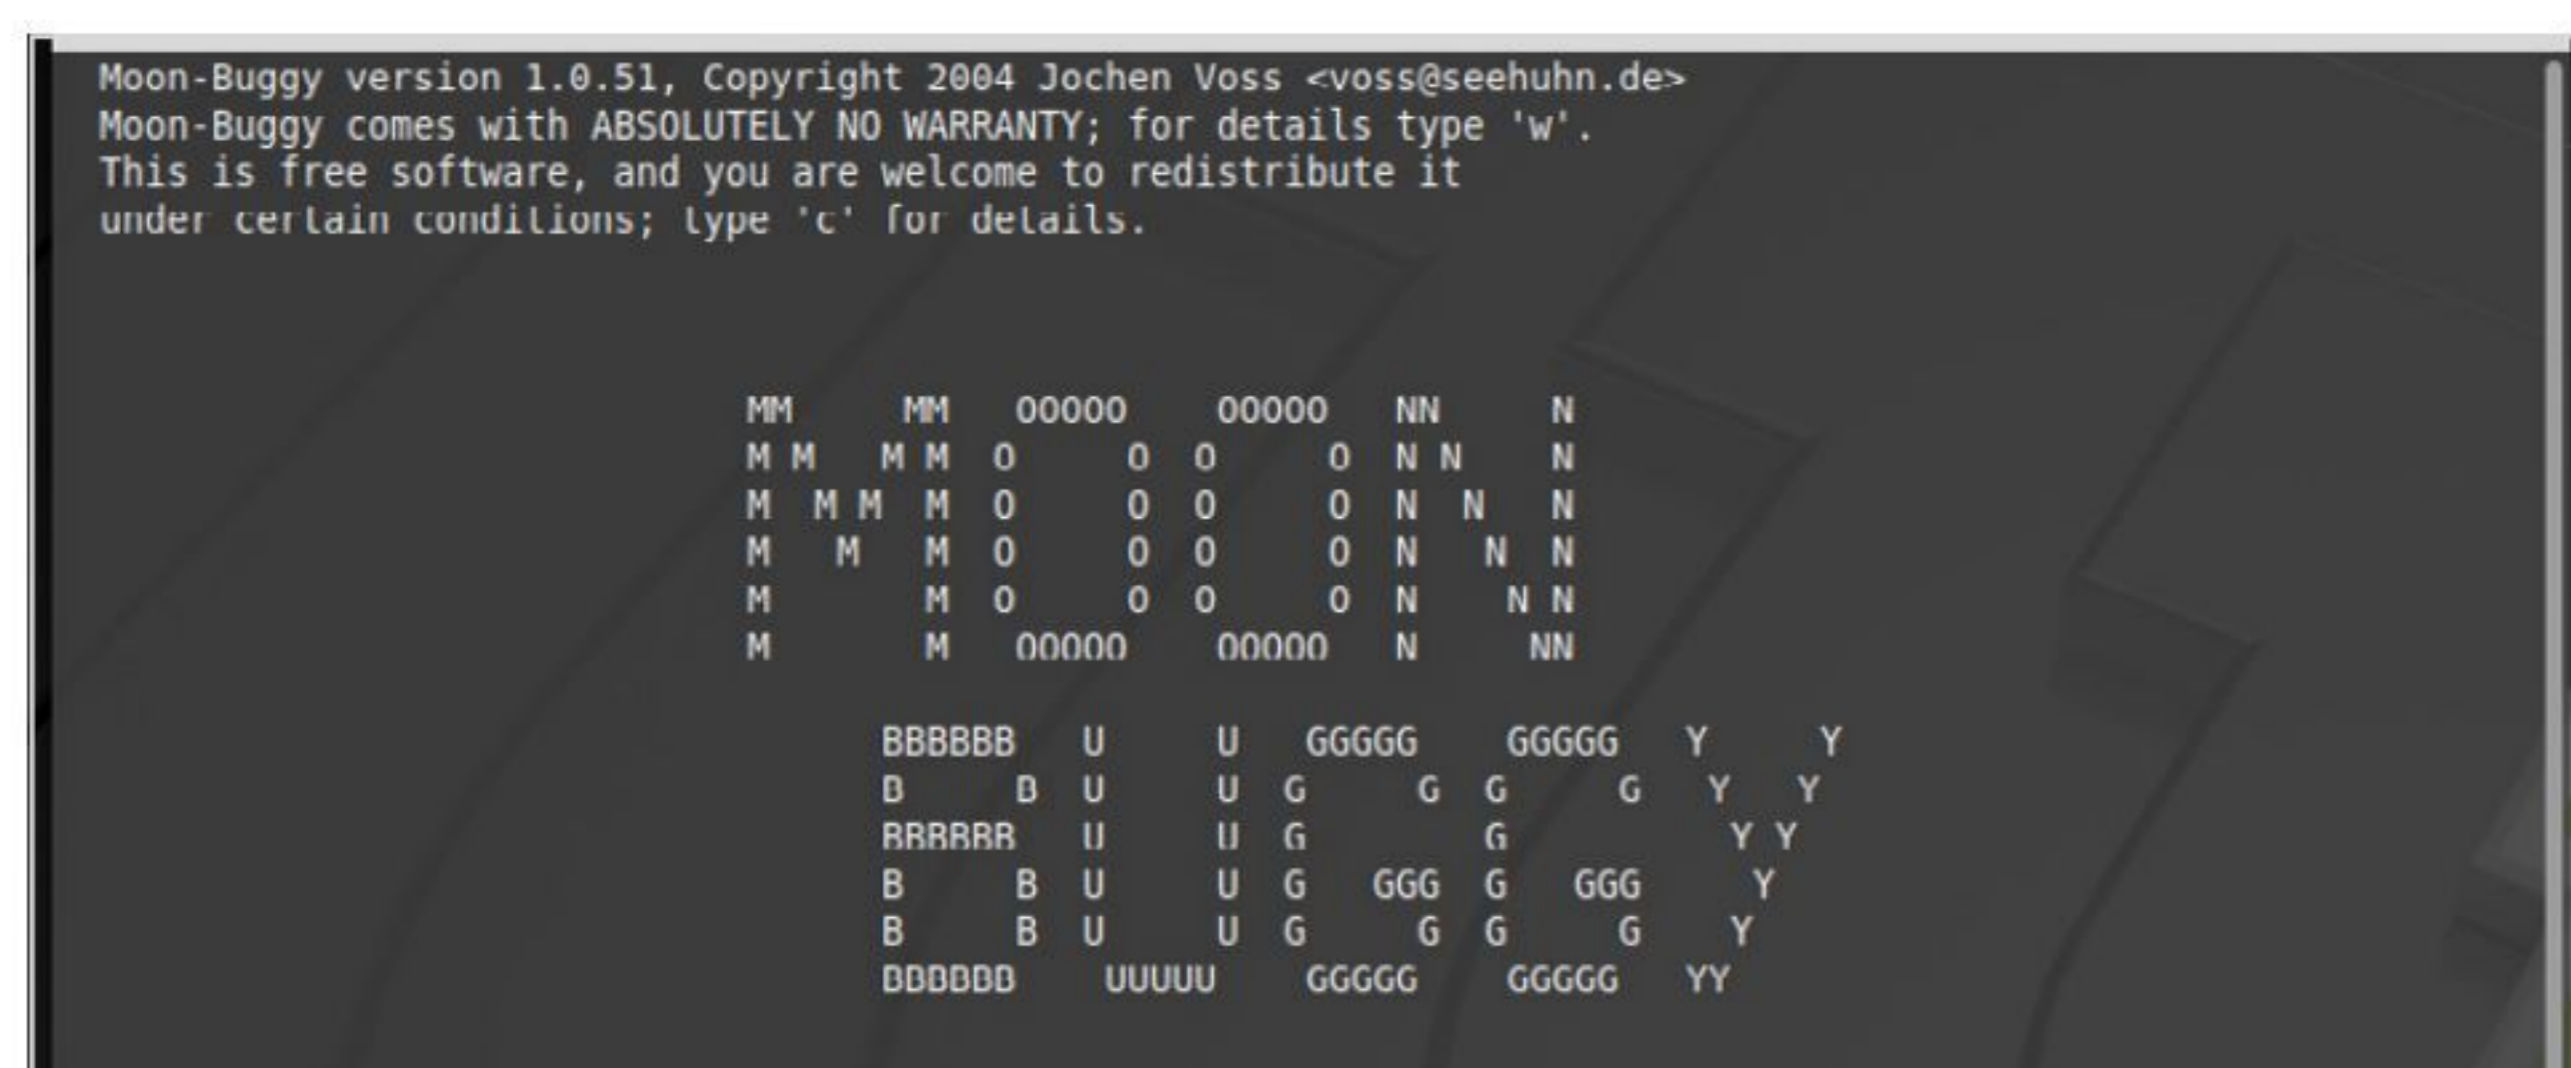 Moon-Buggy version 1.0.51, Copyright 2004 Jochen Voss <voss@seehuhn.de>
Moon-Buggy comes with ABSOLUTELY NO WARRANTY; for details type 'w'.
This is free software, and you are welcome to redistribute it
under certain conditions; type 'c' for details.
MM     MM   OOOOO    OOOOO   NN     N
M M   M M  O     O  O     O  N N    N
M  M M  M  O     O  O     O  N  N   N
M   M   M  O     O  O     O  N   N  N
M       M  O     O  O     O  N    N N
M       M   OOOOO    OOOOO   N     NN
BBBBBB   U     U   GGGGG    GGGGG   Y     Y
B     B  U     U  G     G  G     G   Y   Y
BBBBBB   U     U  G        G          Y Y
B     B  U     U  G   GGG  G   GGG     Y
B     B  U     U  G     G  G     G    Y
BBBBBB    UUUUU    GGGGG    GGGGG   YY